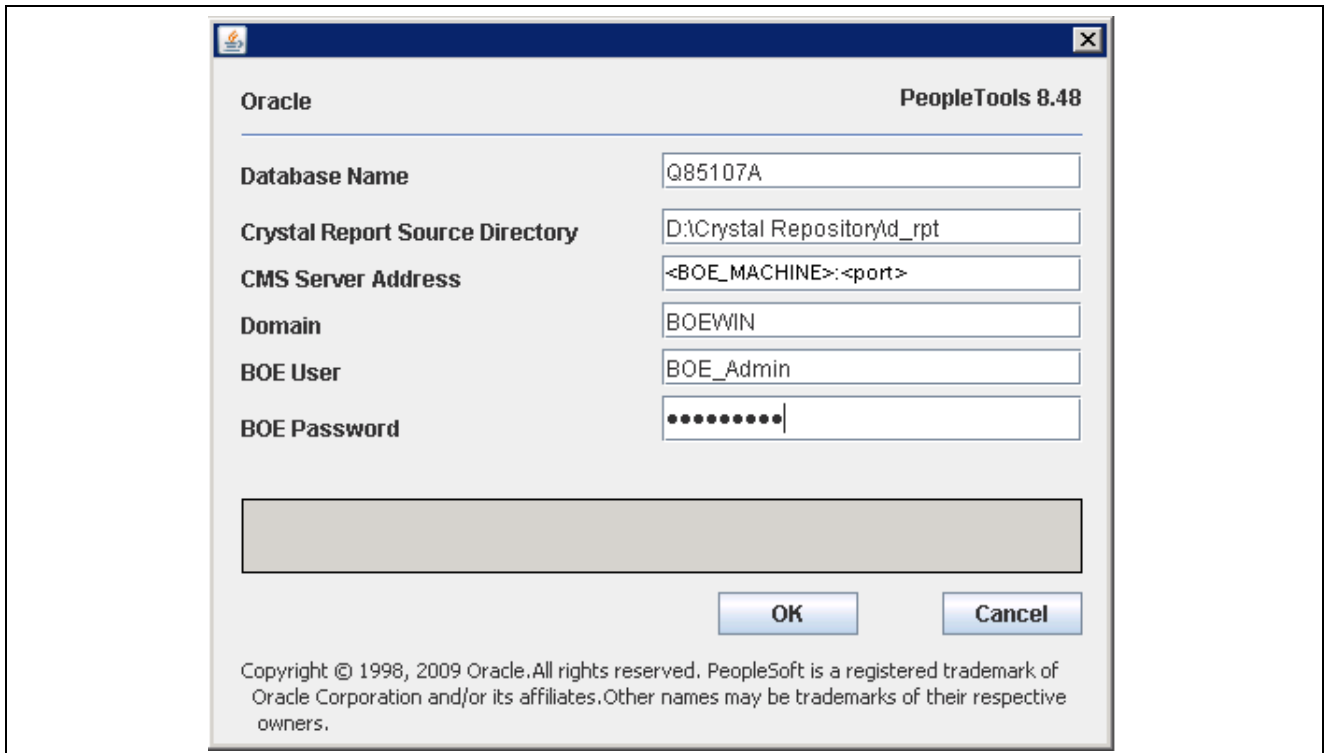 Oracle PeopleTools 8.48
Database Name Q85107A
Crystal Report Source Directory D:\Crystal Repository\d_rpt
CMS Server Address <BOE_MACHINE>:<port>
Domain BOEWIN
BOE User BOE_Admin
BOE Password •••••••••
OK Cancel
Copyright © 1998, 2009 Oracle.All rights reserved. PeopleSoft is a registered trademark of
Oracle Corporation and/or its affiliates.Other names may be trademarks of their respective
owners.